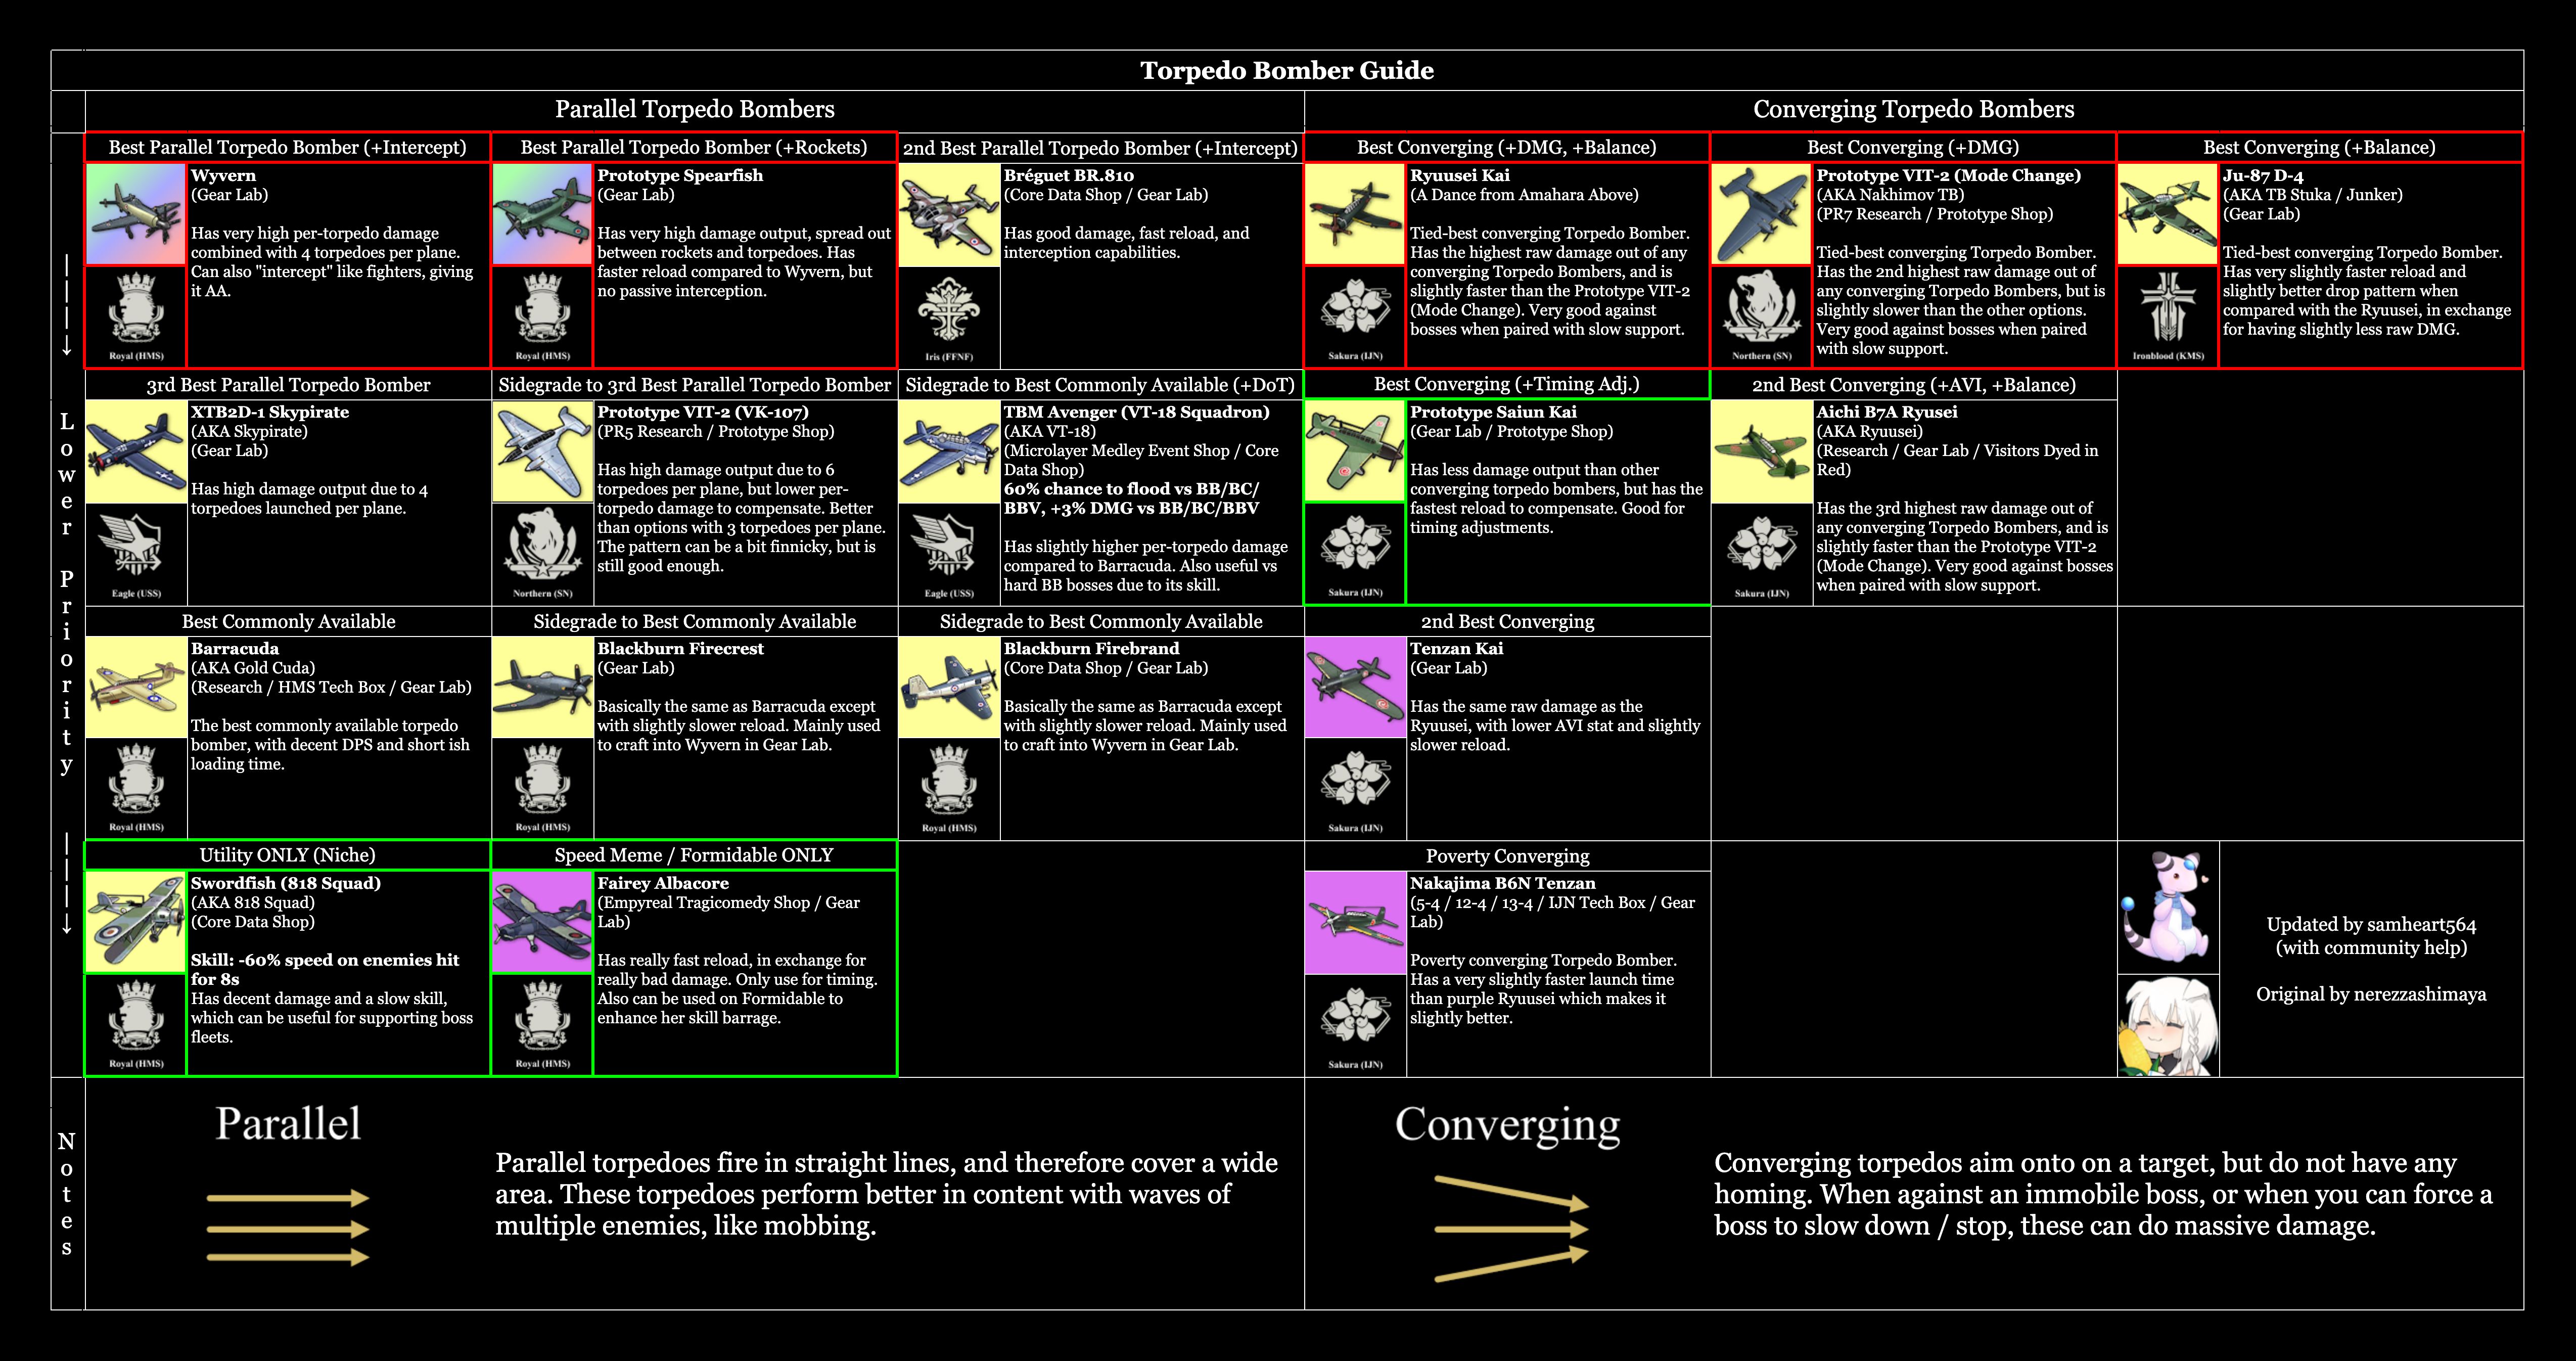 Torpedo Bomber Guide
Parallel Torpedo Bombers
Converging Torpedo Bombers
Best Parallel Torpedo Bomber (+Intercept)
Wyvern
(Gear Lab)
Has very high per-torpedo damage
combined with 4 torpedoes per plane.
Can also "intercept" like fighters, giving
it AA.
Royal (HMS)
Best Parallel Torpedo Bomber (+Rockets)
Prototype Spearfish
(Gear Lab)
Has very high damage output, spread out
between rockets and torpedoes. Has
faster reload compared to Wyvern, but
no passive interception.
Royal (HMS)
2nd Best Parallel Torpedo Bomber (+Intercept)
Bréguet BR.810
(Core Data Shop / Gear Lab)
Has good damage, fast reload, and
interception capabilities.
Iris (FFNF)
Best Converging (+DMG, +Balance)
Ryuusei Kai
(A Dance from Amahara Above)
Tied-best converging Torpedo Bomber.
Has the highest raw damage out of any
converging Torpedo Bombers, and is
slightly faster than the Prototype VIT-2
(Mode Change). Very good against
bosses when paired with slow support.
Sakura (IJN)
Best Converging (+DMG)
Prototype VIT-2 (Mode Change)
(AKA Nakhimov TB)
(PR7 Research / Prototype Shop)
Tied-best converging Torpedo Bomber.
Has the 2nd highest raw damage out of
any converging Torpedo Bombers, but is
slightly slower than the other options.
Very good against bosses when paired
with slow support.
Northern (SN)
Best Converging (+Balance)
Ju-87 D-4
(AKA TB Stuka / Junker)
(Gear Lab)
Tied-best converging Torpedo Bomber.
Has very slightly faster reload and
slightly better drop pattern when
compared with the Ryuusei, in exchange
for having slightly less raw DMG.
Ironblood (KMS)
Lower Priority
3rd Best Parallel Torpedo Bomber
XTB2D-1 Skypirate
(AKA Skypirate)
(Gear Lab)
Has high damage output due to 4
torpedoes launched per plane.
Eagle (USS)
Sidegrade to 3rd Best Parallel Torpedo Bomber
Prototype VIT-2 (VK-107)
(PR5 Research / Prototype Shop)
Has high damage output due to 6
torpedoes per plane, but lower per-
torpedo damage to compensate. Better
than options with 3 torpedoes per plane.
The pattern can be a bit finnicky, but is
still good enough.
Northern (SN)
Sidegrade to Best Commonly Available (+DoT)
TBM Avenger (VT-18 Squadron)
(AKA VT-18)
(Microlayer Medley Event Shop / Core
Data Shop)
60% chance to flood vs BB/BC/
BBV, +3% DMG vs BB/BC/BBV
Has slightly higher per-torpedo damage
compared to Barracuda. Also useful vs
hard BB bosses due to its skill.
Eagle (USS)
Best Converging (+Timing Adj.)
Prototype Saiun Kai
(Gear Lab / Prototype Shop)
Has less damage output than other
converging torpedo bombers, but has the
fastest reload to compensate. Good for
timing adjustments.
Sakura (IJN)
2nd Best Converging (+AVI, +Balance)
Aichi B7A Ryusei
(AKA Ryuusei)
(Research / Gear Lab / Visitors Dyed in
Red)
Has the 3rd highest raw damage out of
any converging Torpedo Bombers, and is
slightly faster than the Prototype VIT-2
(Mode Change). Very good against bosses
when paired with slow support.
Sakura (IJN)
Best Commonly Available
Barracuda
(AKA Gold Cuda)
(Research / HMS Tech Box / Gear Lab)
The best commonly available torpedo
bomber, with decent DPS and short ish
loading time.
Royal (HMS)
Sidegrade to Best Commonly Available
Blackburn Firecrest
(Gear Lab)
Basically the same as Barracuda except
with slightly slower reload. Mainly used
to craft into Wyvern in Gear Lab.
Royal (HMS)
Sidegrade to Best Commonly Available
Blackburn Firebrand
(Core Data Shop / Gear Lab)
Basically the same as Barracuda except
with slightly slower reload. Mainly used
to craft into Wyvern in Gear Lab.
Royal (HMS)
2nd Best Converging
Tenzan Kai
(Gear Lab)
Has the same raw damage as the
Ryuusei, with lower AVI stat and slightly
slower reload.
Sakura (IJN)
Utility ONLY (Niche)
Swordfish (818 Squad)
(AKA 818 Squad)
(Core Data Shop)
Skill: -60% speed on enemies hit
for 8s
Has decent damage and a slow skill,
which can be useful for supporting boss
fleets.
Royal (HMS)
Speed Meme / Formidable ONLY
Fairey Albacore
(Empyreal Tragicomedy Shop / Gear
Lab)
Has really fast reload, in exchange for
really bad damage. Only use for timing.
Also can be used on Formidable to
enhance her skill barrage.
Royal (HMS)
Poverty Converging
Nakajima B6N Tenzan
(5-4 / 12-4 / 13-4 / IJN Tech Box / Gear
Lab)
Poverty converging Torpedo Bomber.
Has a very slightly faster launch time
than purple Ryuusei which makes it
slightly better.
Sakura (IJN)
Updated by samheart564
(with community help)
Original by nerezzashimaya
Notes
Parallel
Parallel torpedoes fire in straight lines, and therefore cover a wide
area. These torpedoes perform better in content with waves of
multiple enemies, like mobbing.
Converging
Converging torpedos aim onto on a target, but do not have any
homing. When against an immobile boss, or when you can force a
boss to slow down / stop, these can do massive damage.